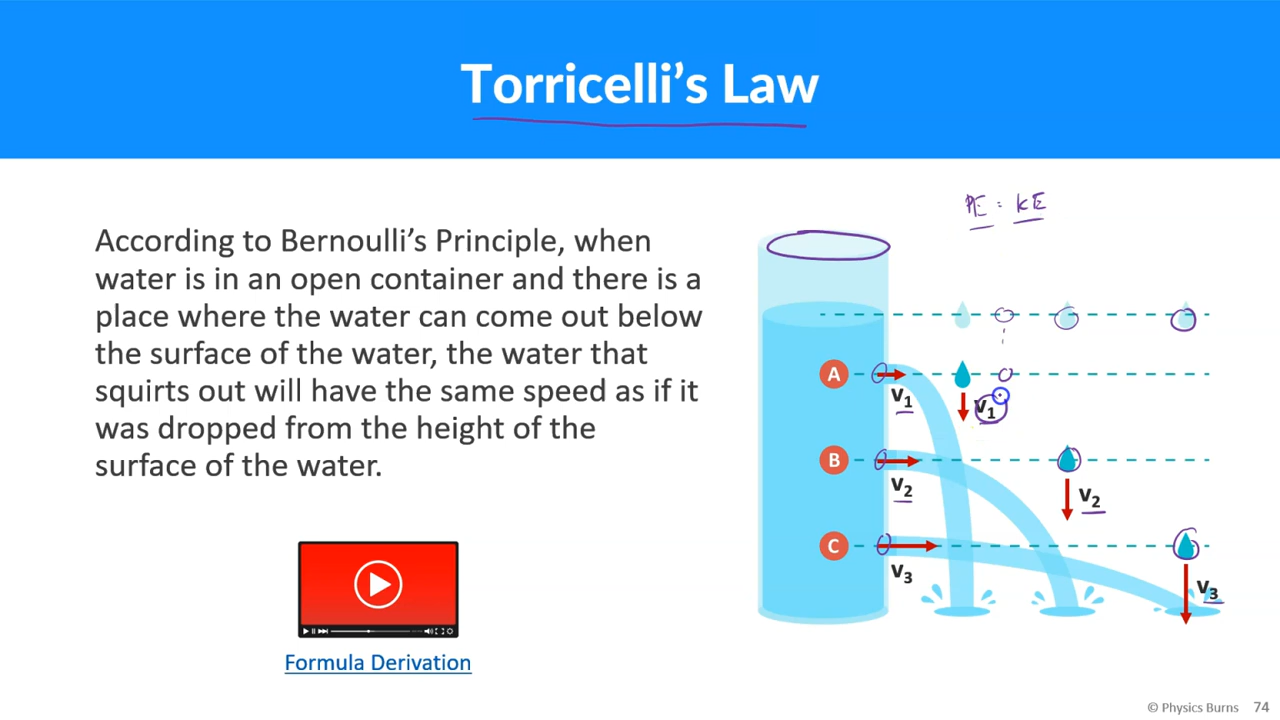 Torricelli's Law
PE = KE
According to Bernoulli's Principle, when
water is in an open container and there is a
place where the water can come out below
the surface of the water, the water that
squirts out will have the same speed as if it
was dropped from the height of the
surface of the water.
A
v₁
v₁
B
v₂
v₂
C
v₃
v₃
Formula Derivation
© Physics Burns 74